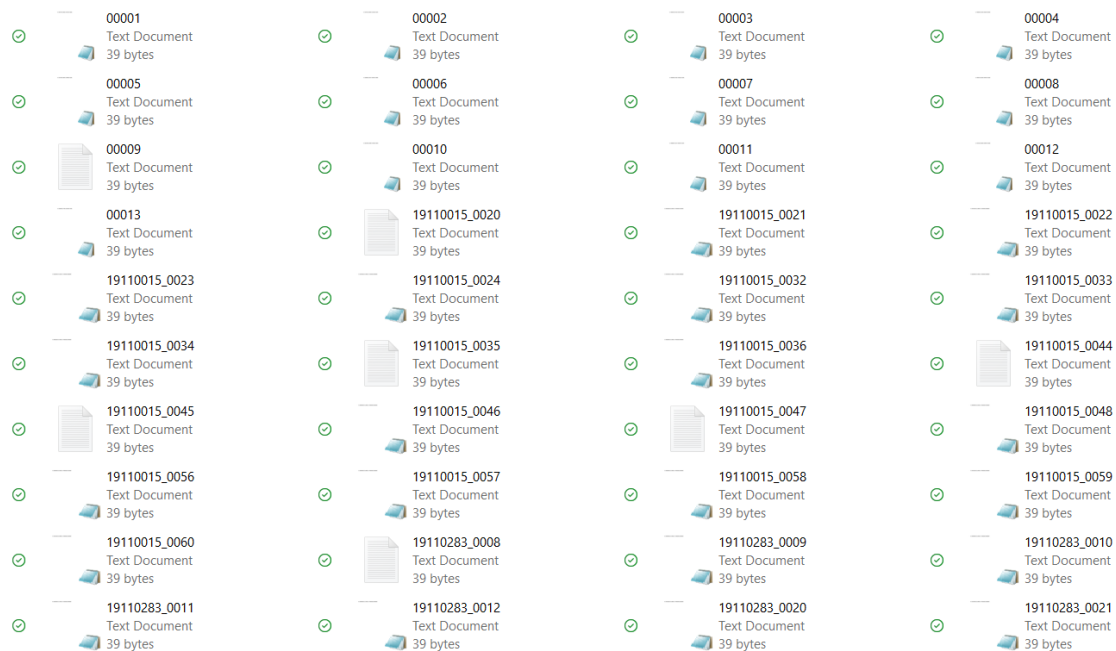 00001
Text Document
39 bytes
00002
Text Document
39 bytes
00003
Text Document
39 bytes
00004
Text Document
39 bytes
00005
Text Document
39 bytes
00006
Text Document
39 bytes
00007
Text Document
39 bytes
00008
Text Document
39 bytes
00009
Text Document
39 bytes
00010
Text Document
39 bytes
00011
Text Document
39 bytes
00012
Text Document
39 bytes
00013
Text Document
39 bytes
19110015_0020
Text Document
39 bytes
19110015_0021
Text Document
39 bytes
19110015_0022
Text Document
39 bytes
19110015_0023
Text Document
39 bytes
19110015_0024
Text Document
39 bytes
19110015_0032
Text Document
39 bytes
19110015_0033
Text Document
39 bytes
19110015_0034
Text Document
39 bytes
19110015_0035
Text Document
39 bytes
19110015_0036
Text Document
39 bytes
19110015_0044
Text Document
39 bytes
19110015_0045
Text Document
39 bytes
19110015_0046
Text Document
39 bytes
19110015_0047
Text Document
39 bytes
19110015_0048
Text Document
39 bytes
19110015_0056
Text Document
39 bytes
19110015_0057
Text Document
39 bytes
19110015_0058
Text Document
39 bytes
19110015_0059
Text Document
39 bytes
19110015_0060
Text Document
39 bytes
19110283_0008
Text Document
39 bytes
19110283_0009
Text Document
39 bytes
19110283_0010
Text Document
39 bytes
19110283_0011
Text Document
39 bytes
19110283_0012
Text Document
39 bytes
19110283_0020
Text Document
39 bytes
19110283_0021
Text Document
39 bytes